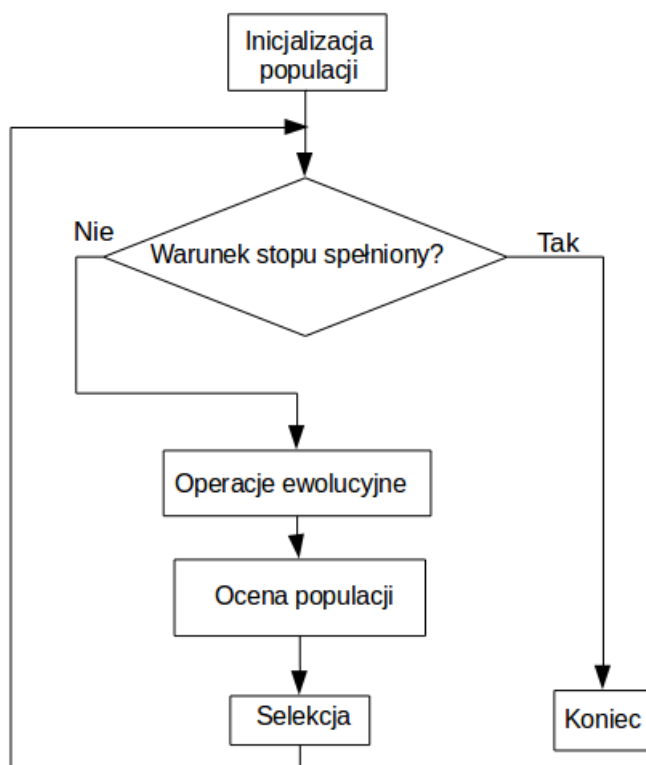 Inicjalizacja
populacji
Nie
Warunek stopu spełniony?
Tak
Operacje ewolucyjne
Ocena populacji
Selekcja
Koniec